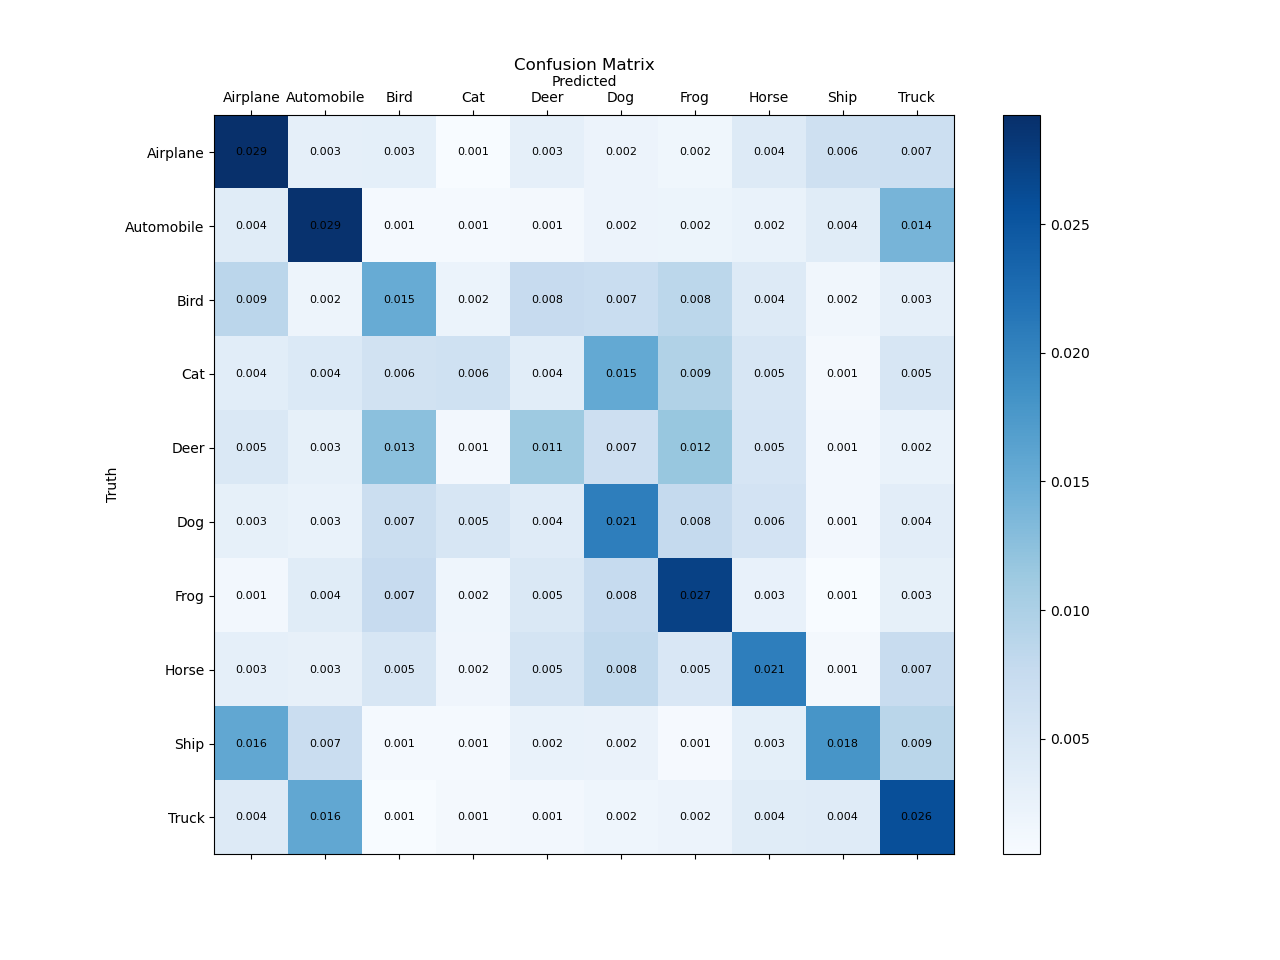 Confusion Matrix
Predicted
Airplane Automobile Bird Cat Deer Dog Frog Horse Ship Truck
Airplane 0.029 0.003 0.003 0.001 0.003 0.002 0.002 0.004 0.006 0.007
Automobile 0.004 0.029 0.001 0.001 0.001 0.002 0.002 0.002 0.004 0.014
0.025
Bird 0.009 0.002 0.015 0.002 0.008 0.007 0.008 0.004 0.002 0.003
0.020
Cat 0.004 0.004 0.006 0.006 0.004 0.015 0.009 0.005 0.001 0.005
Deer 0.005 0.003 0.013 0.001 0.011 0.007 0.012 0.005 0.001 0.002
Truth
0.015
Dog 0.003 0.003 0.007 0.005 0.004 0.021 0.008 0.006 0.001 0.004
Frog 0.001 0.004 0.007 0.002 0.005 0.008 0.027 0.003 0.001 0.003
0.010
Horse 0.003 0.003 0.005 0.002 0.005 0.008 0.005 0.021 0.001 0.007
Ship 0.016 0.007 0.001 0.001 0.002 0.002 0.001 0.003 0.018 0.009
0.005
Truck 0.004 0.016 0.001 0.001 0.001 0.002 0.002 0.004 0.004 0.026